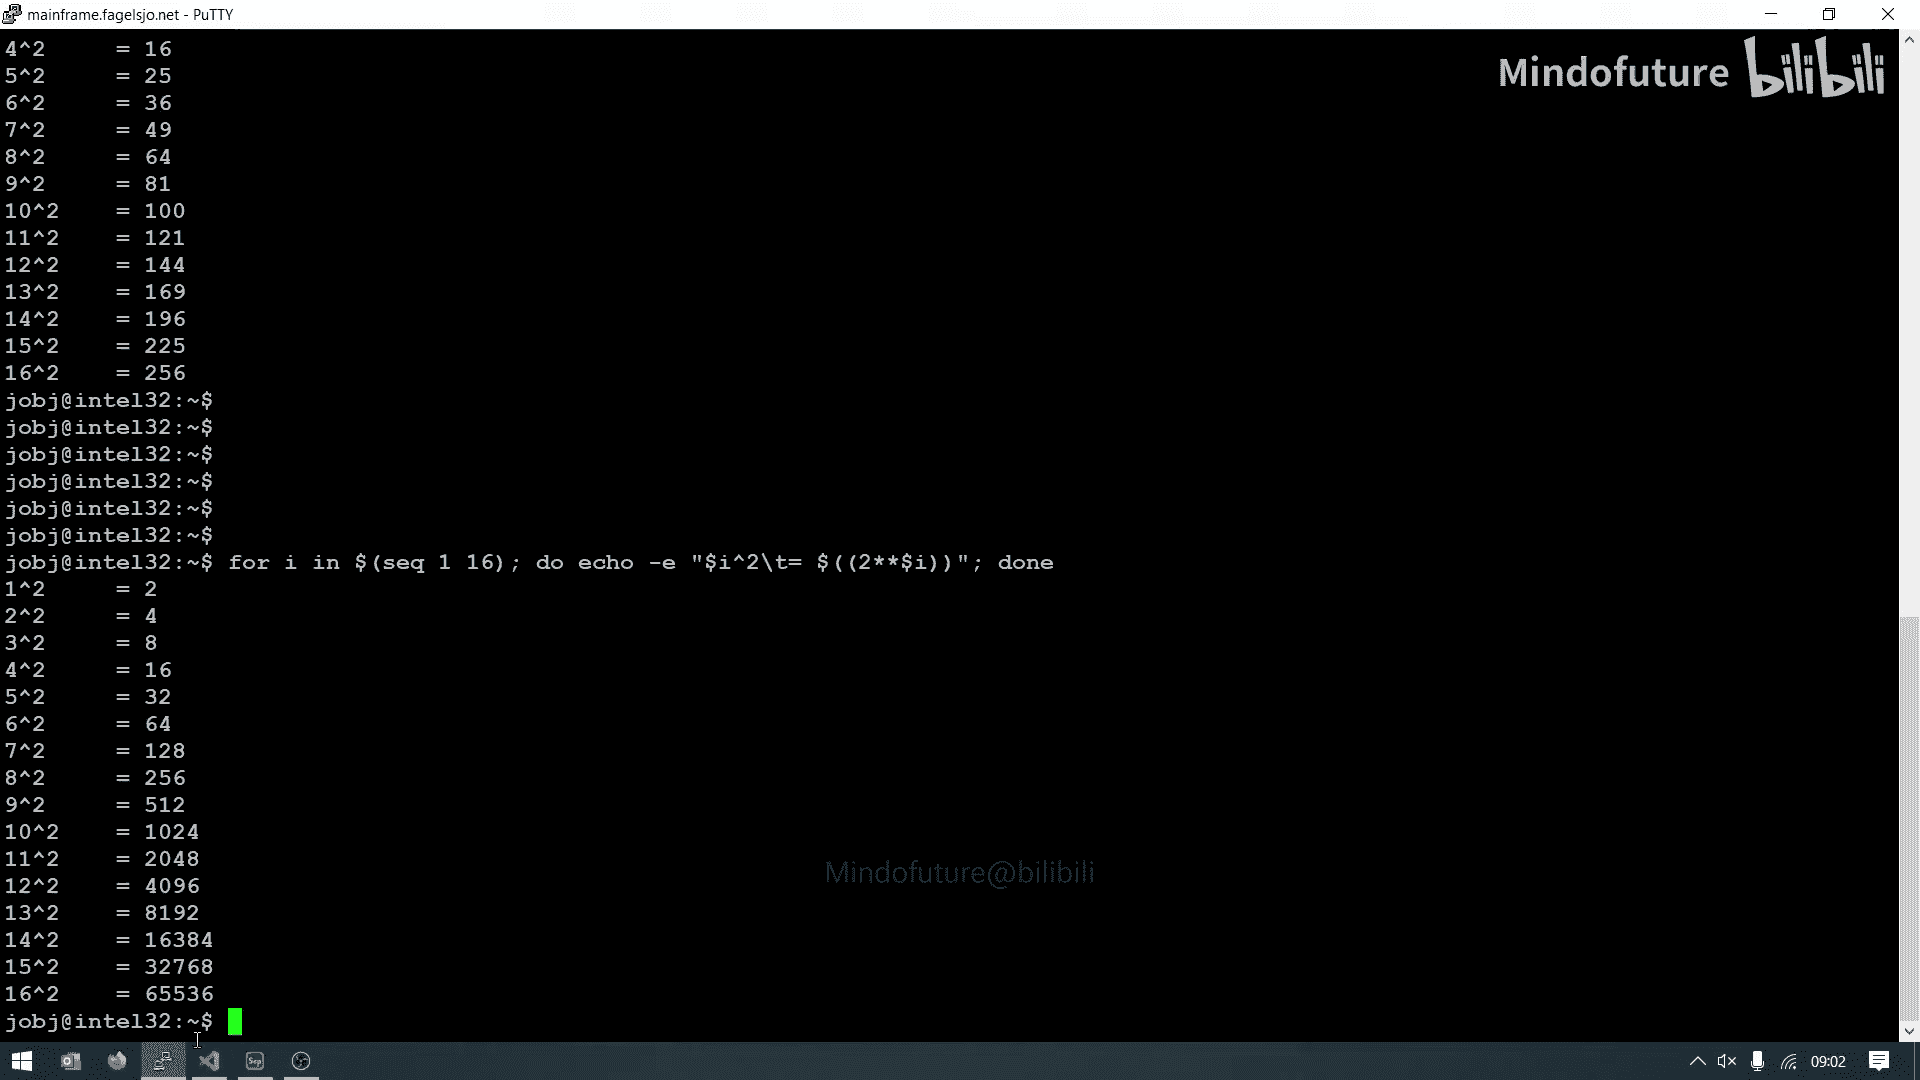 mainframe.fagelsjo.net - PuTTY
Mindofuture bilibili
4^2     = 16
5^2     = 25
6^2     = 36
7^2     = 49
8^2     = 64
9^2     = 81
10^2    = 100
11^2    = 121
12^2    = 144
13^2    = 169
14^2    = 196
15^2    = 225
16^2    = 256
jobj@intel32:~$
jobj@intel32:~$
jobj@intel32:~$
jobj@intel32:~$
jobj@intel32:~$
jobj@intel32:~$
jobj@intel32:~$ for i in $(seq 1 16); do echo -e "$i^2\t= $((2**$i))"; done
1^2     = 2
2^2     = 4
3^2     = 8
4^2     = 16
5^2     = 32
6^2     = 64
7^2     = 128
8^2     = 256
9^2     = 512
10^2    = 1024
11^2    = 2048
12^2    = 4096
13^2    = 8192
14^2    = 16384
15^2    = 32768
16^2    = 65536
jobj@intel32:~$
Mindofuture@bilibili
09:02